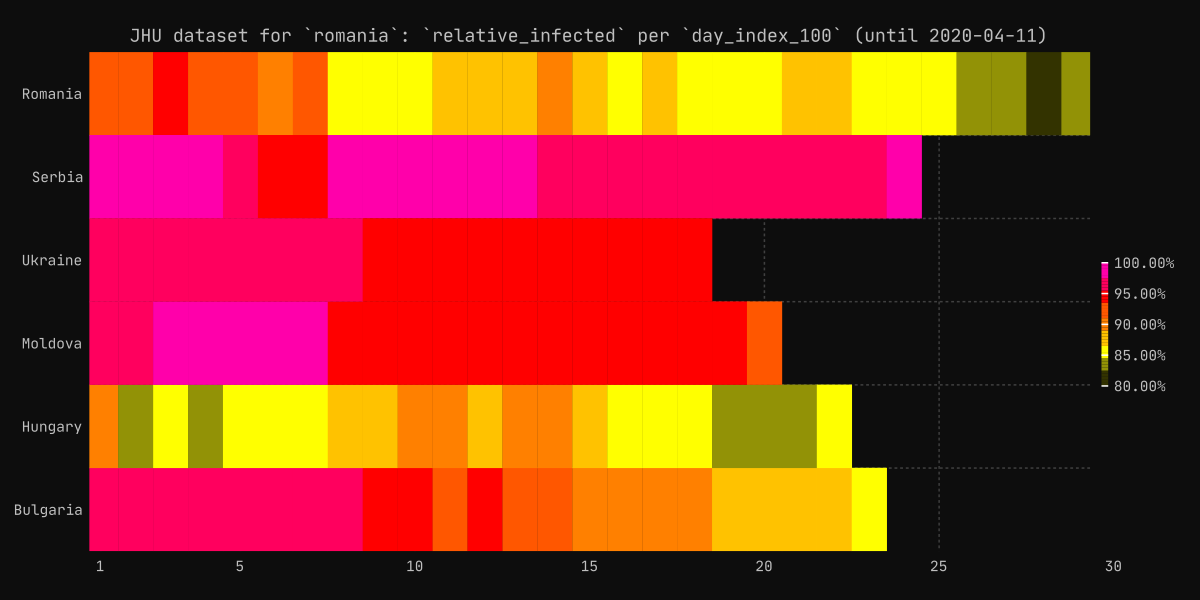 JHU dataset for `romania`: `relative_infected` per `day_index_100` (until 2020-04-11)
Romania
Serbia
Ukraine
Moldova
Hungary
Bulgaria
100.00%
95.00%
90.00%
85.00%
80.00%
1 5 10 15 20 25 30